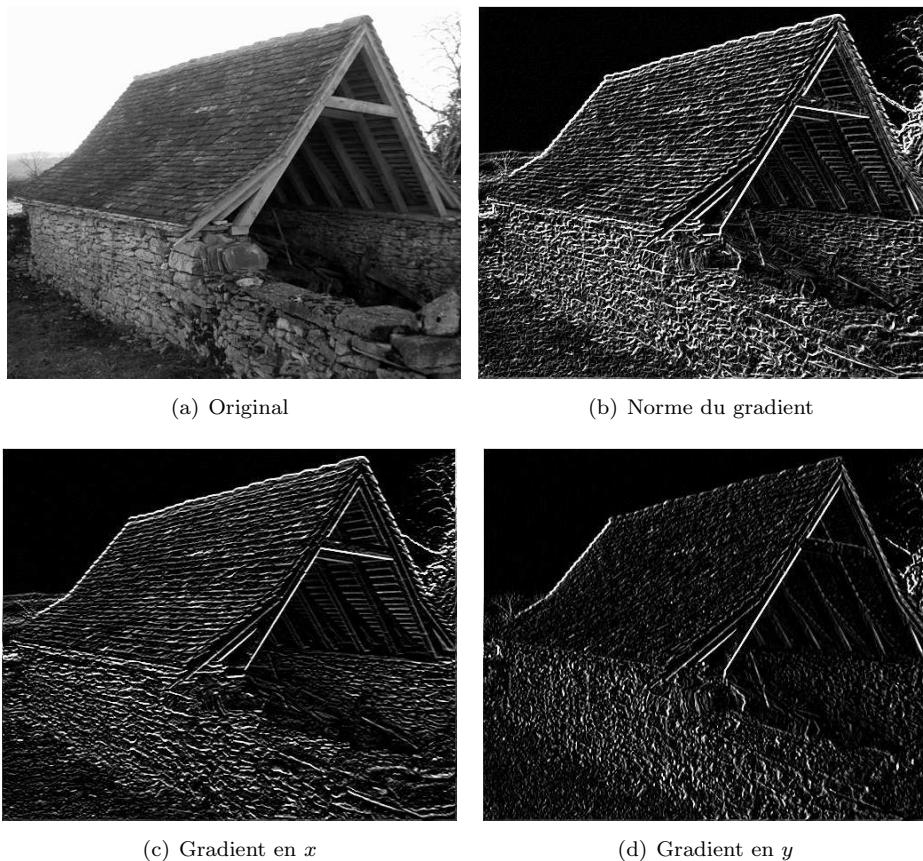 (a) Original
(b) Norme du gradient
(c) Gradient en x
(d) Gradient en y